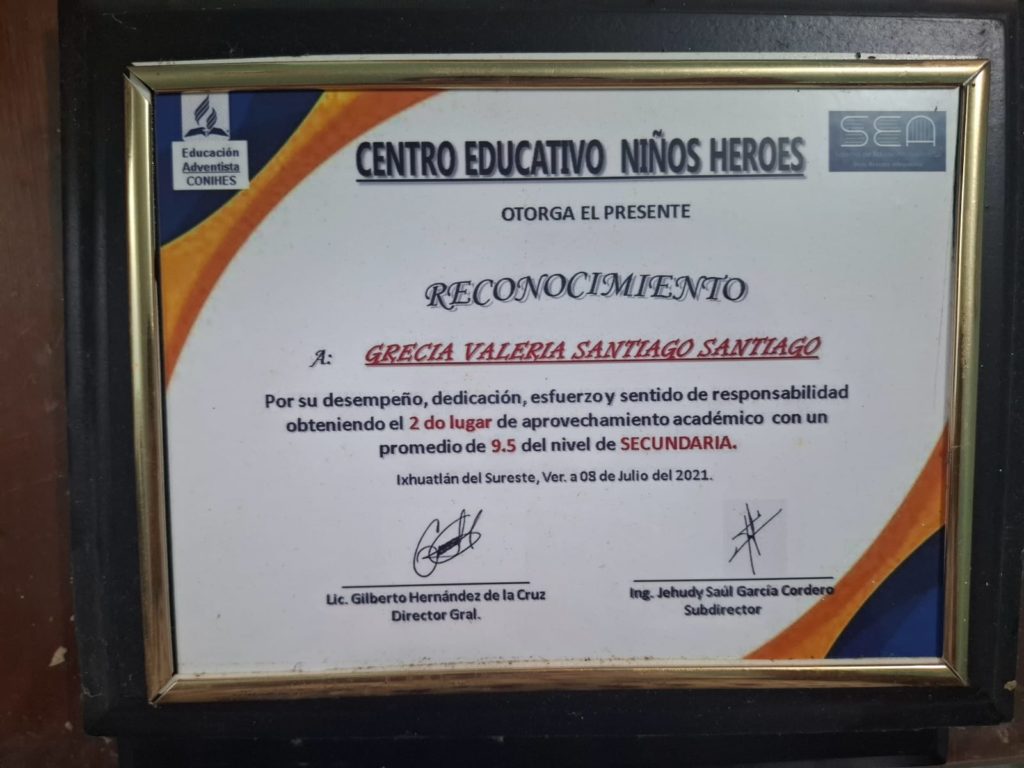 Educación
Adventista
CONIHES
SEA
CENTRO EDUCATIVO NIÑOS HEROES
OTORGA EL PRESENTE
RECONOCIMIENTO
A: GRECIA VALERIA SANTIAGO SANTIAGO
Por su desempeño, dedicación, esfuerzo y sentido de responsabilidad
obteniendo el 2 do lugar de aprovechamiento académico con un
promedio de 9.5 del nivel de SECUNDARIA.
Ixhuatlán del Sureste, Ver. a 08 de Julio del 2021.
Lic. Gilberto Hernández de la Cruz
Director Gral.
Ing. Jehudy Saúl García Cordero
Subdirector